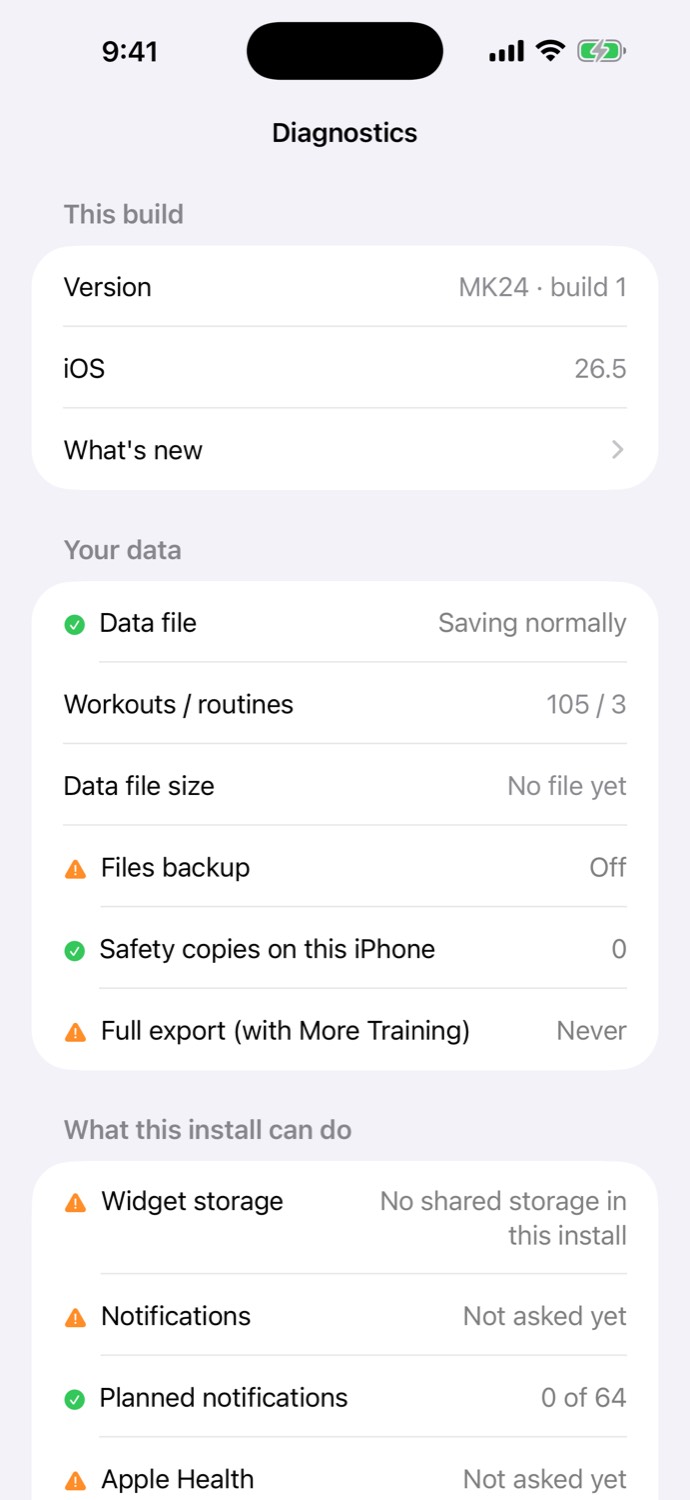 9:41
Diagnostics
This build
Version MK24 · build 1
iOS 26.5
What's new
Your data
Data file Saving normally
Workouts / routines 105 / 3
Data file size No file yet
Files backup Off
Safety copies on this iPhone 0
Full export (with More Training) Never
What this install can do
Widget storage No shared storage in
this install
Notifications Not asked yet
Planned notifications 0 of 64
Apple Health Not asked yet